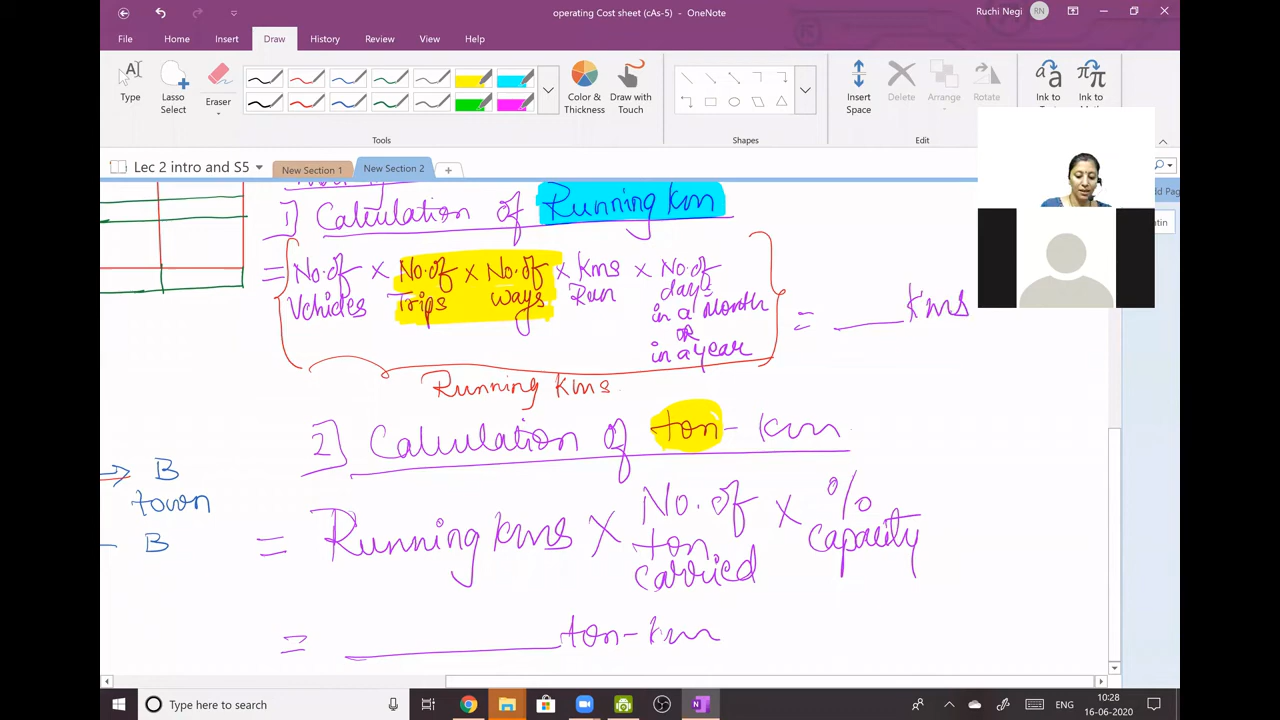 operating Cost sheet (cAs-5) - OneNote
Ruchi Negi
RN
File
Home
Insert
Draw
History
Review
View
Help
Type
Lasso
Select
Eraser
Color &
Thickness
Draw with
Touch
Insert
Space
Delete
Arrange
Rotate
Ink to
Ink to
Tools
Shapes
Edit
Lec 2 intro and S5
New Section 1
New Section 2
1) Calculation of Running Km
= No. of Vehicles × No. of Trips × No. of ways × Kms Run × No. of days in a Month or in a year = ____ Kms
Running Kms.
2] Calculation of ton- km
B
town
B
= Running kms × No. of ton carried × % capacity
= ____ ton-km
Type here to search
ENG
10:28
16-06-2020